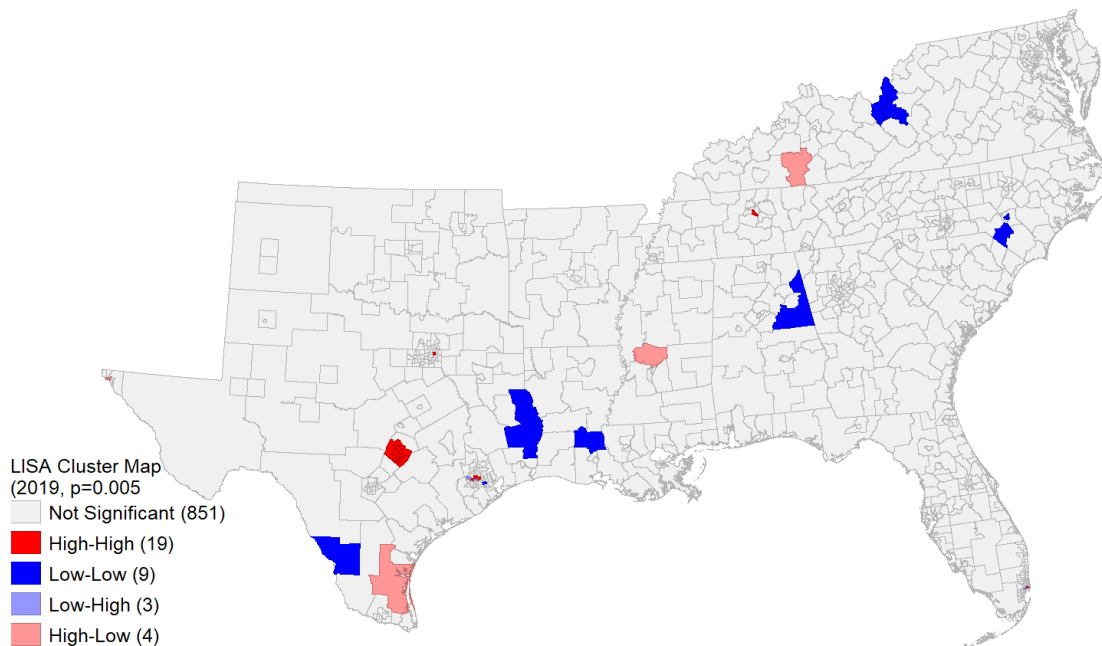 LISA Cluster Map
(2019, p=0.005
Not Significant (851)
High-High (19)
Low-Low (9)
Low-High (3)
High-Low (4)